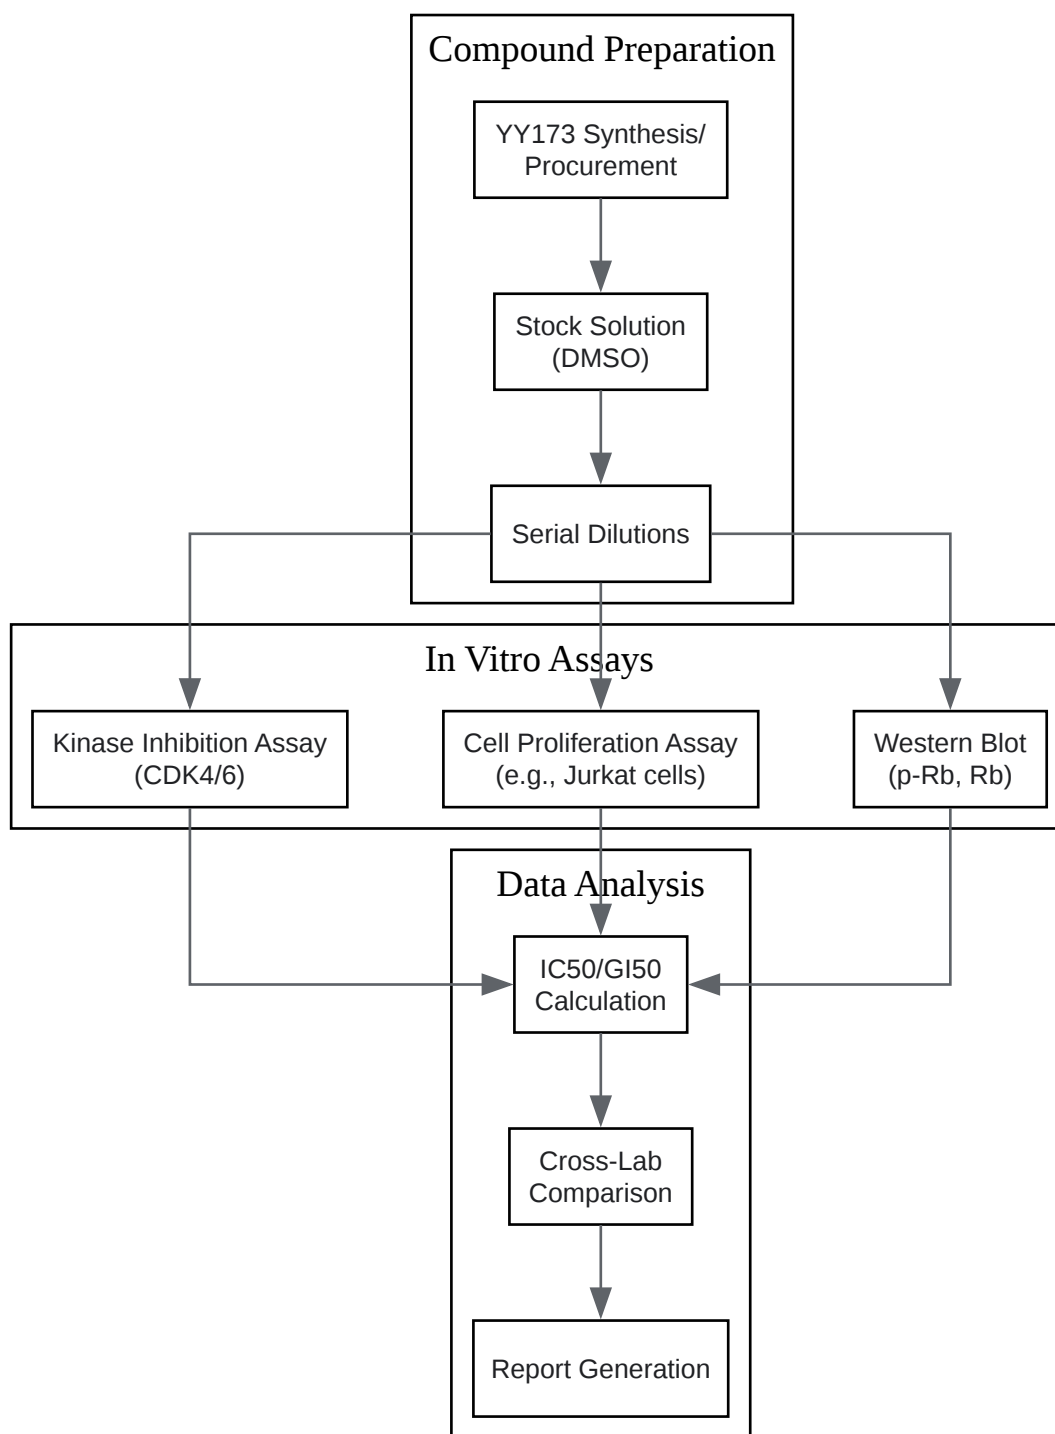 Compound Preparation
YY173 Synthesis/
Procurement
Stock Solution
(DMSO)
Serial Dilutions
In Vitro Assays
Kinase Inhibition Assay
(CDK4/6)
Cell Proliferation Assay
(e.g., Jurkat cells)
Western Blot
(p-Rb, Rb)
Data Analysis
IC50/GI50
Calculation
Cross-Lab
Comparison
Report Generation